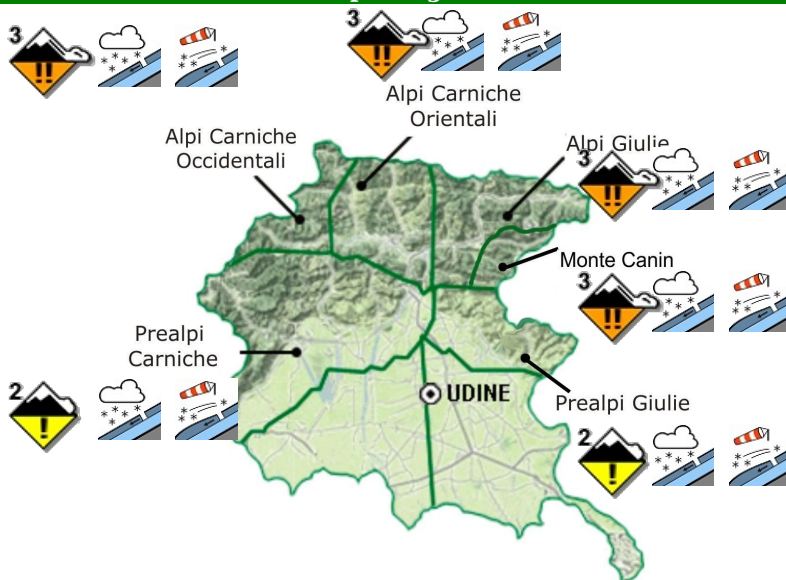 3
!!
3
!!
Alpi Carniche
Orientali
Alpi Carniche
Occidentali
Alpi Giulie
3
!!
Monte Canin
3
!!
Prealpi
Carniche
2
!
UDINE
Prealpi Giulie
2
!